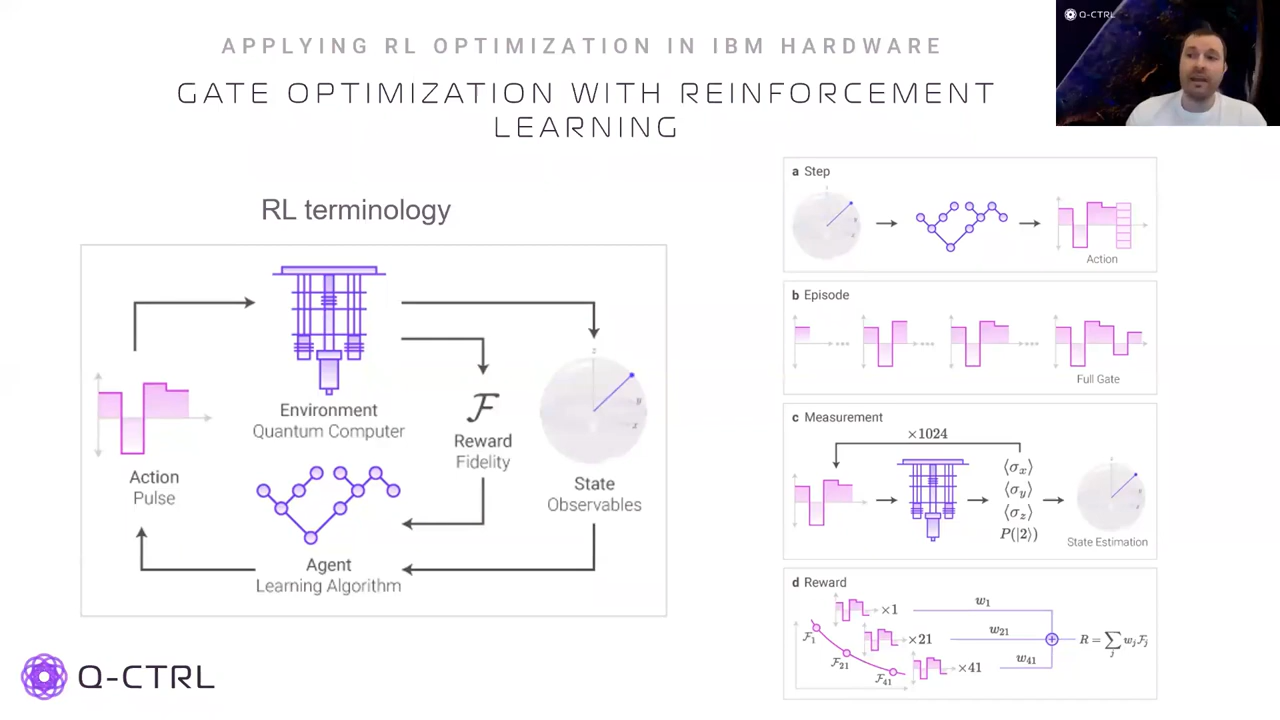 Q-CTRL
APPLYING RL OPTIMIZATION IN IBM HARDWARE
GATE OPTIMIZATION WITH REINFORCEMENT
LEARNING
RL terminology
Environment
Quantum Computer
Action
Pulse
ℱ
Reward
Fidelity
z
y
x
State
Observables
Agent
Learning Algorithm
a Step
Action
b Episode
Full Gate
c Measurement
×1024
⟨σx⟩
⟨σy⟩
⟨σz⟩
P(|2⟩)
State Estimation
d Reward
×1
w₁
ℱ₁
×21
w₂₁
R = ∑j wjℱj
ℱ₂₁
×41
w₄₁
ℱ₄₁
Q-CTRL